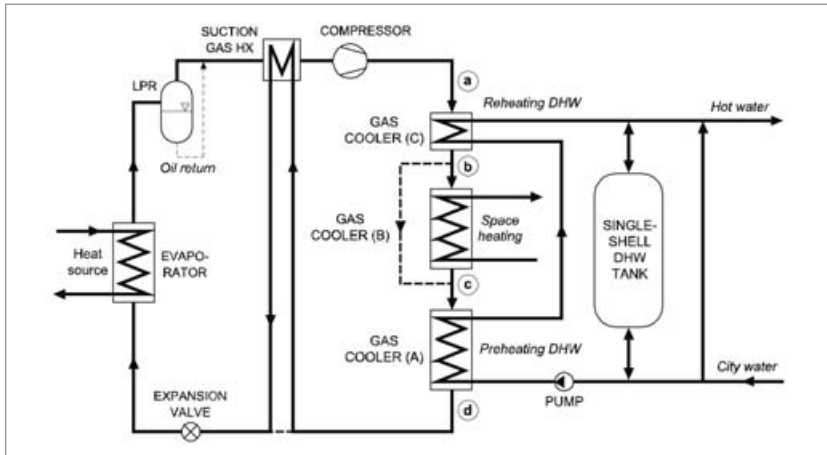 SUCTION
GAS HX
COMPRESSOR
LPR
a
GAS
COOLER (C)
Reheating DHW
Hot water
Oil return
b
GAS
COOLER (B)
Space
heating
SINGLE-
SHELL
DHW
TANK
Heat
source
EVAPO-
RATOR
c
GAS
COOLER (A)
Preheating DHW
City water
EXPANSION
VALVE
PUMP
d